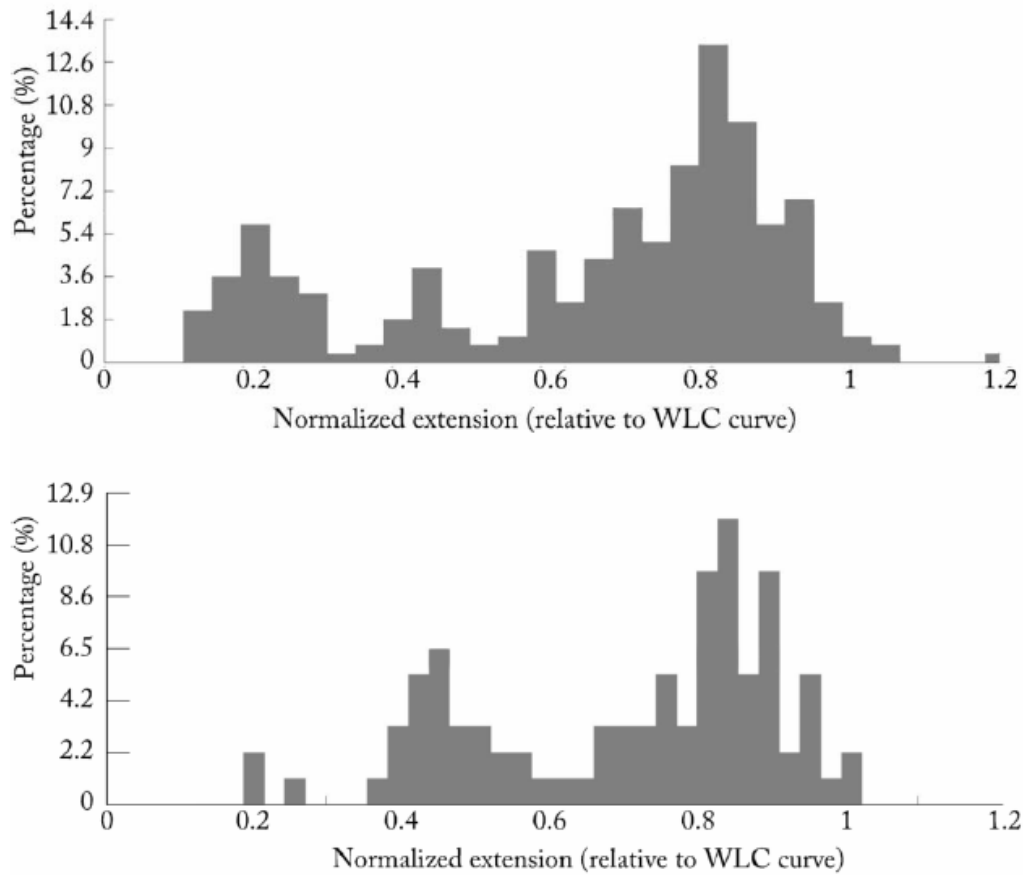 14.4
12.6
10.8
9
7.2
5.4
3.6
1.8
0
Percentage (%)
0 0.2 0.4 0.6 0.8 1 1.2
Normalized extension (relative to WLC curve)
12.9
10.8
8.6
6.5
4.2
2.2
0
Percentage (%)
0 0.2 0.4 0.6 0.8 1 1.2
Normalized extension (relative to WLC curve)